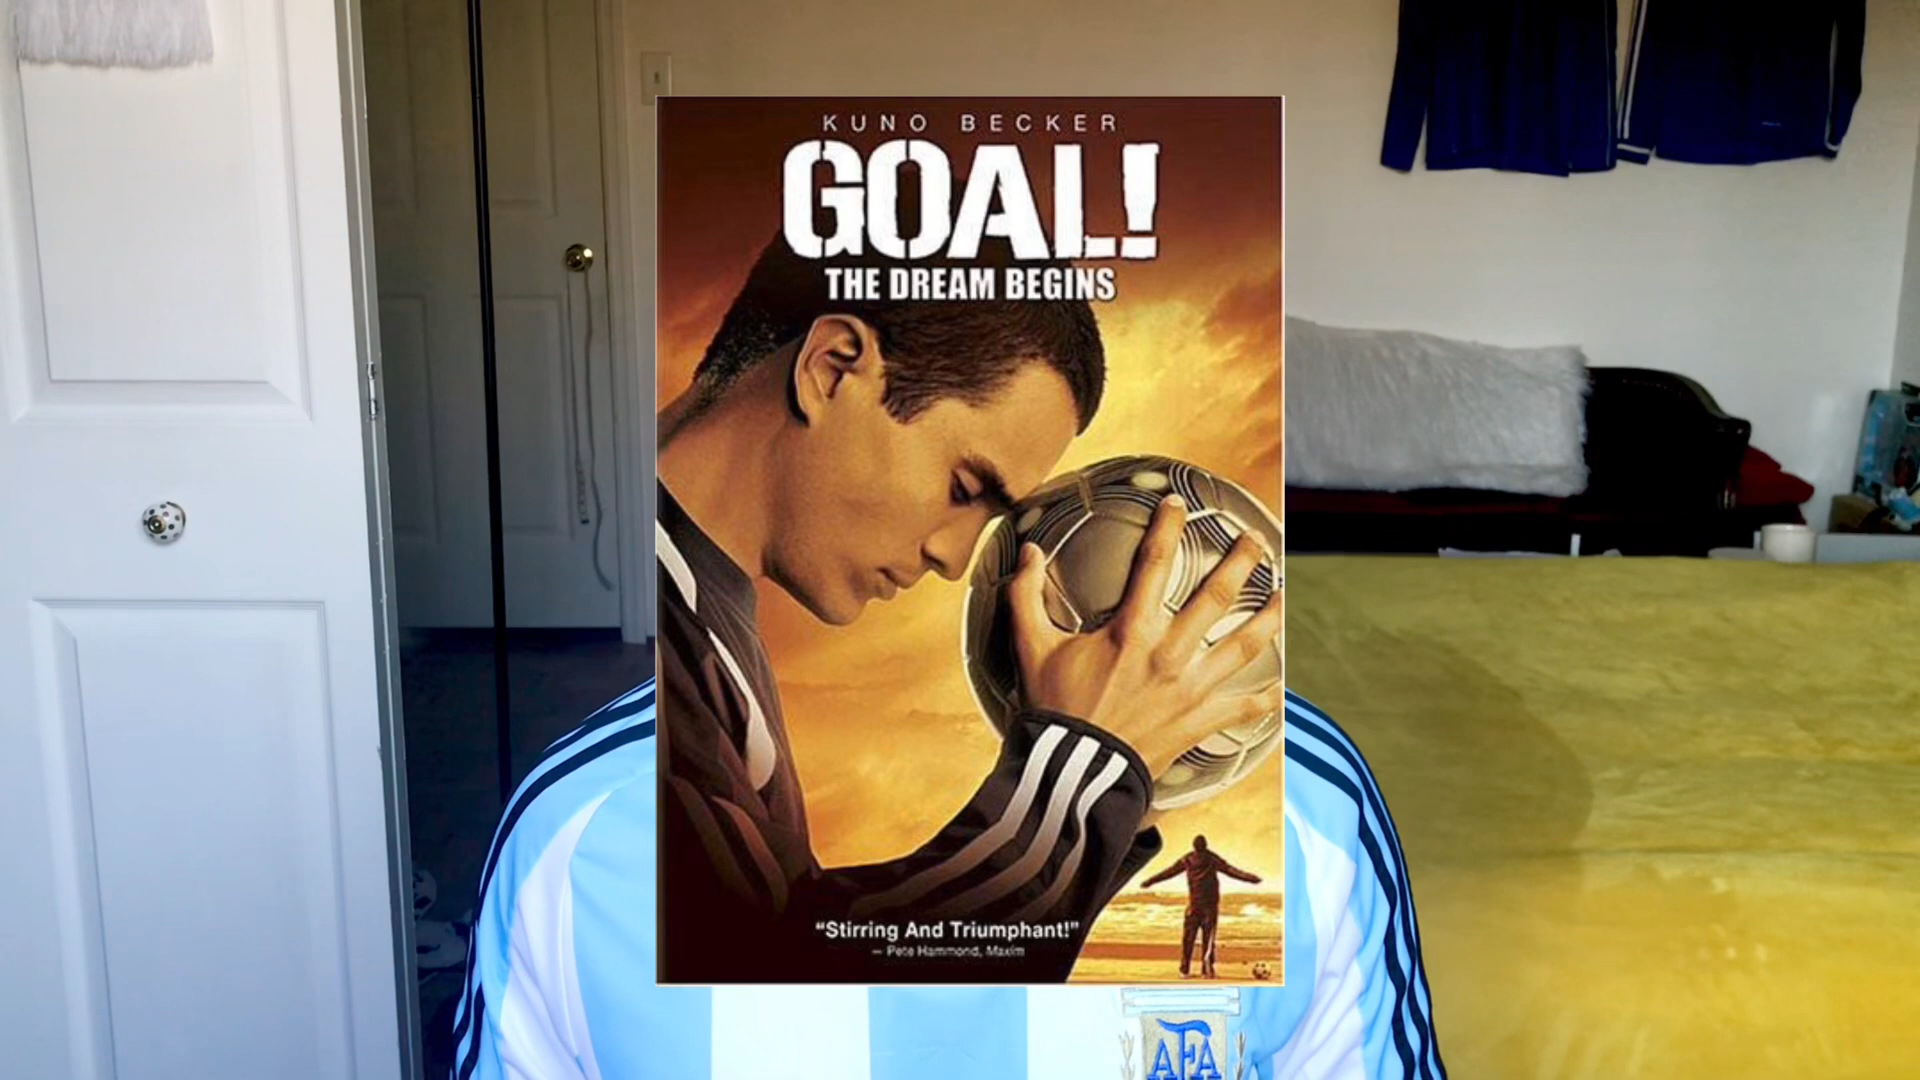 KUNO BECKER
GOAL!
THE DREAM BEGINS
“Stirring And Triumphant!”
— Pete Hammond, Maxim
AFA